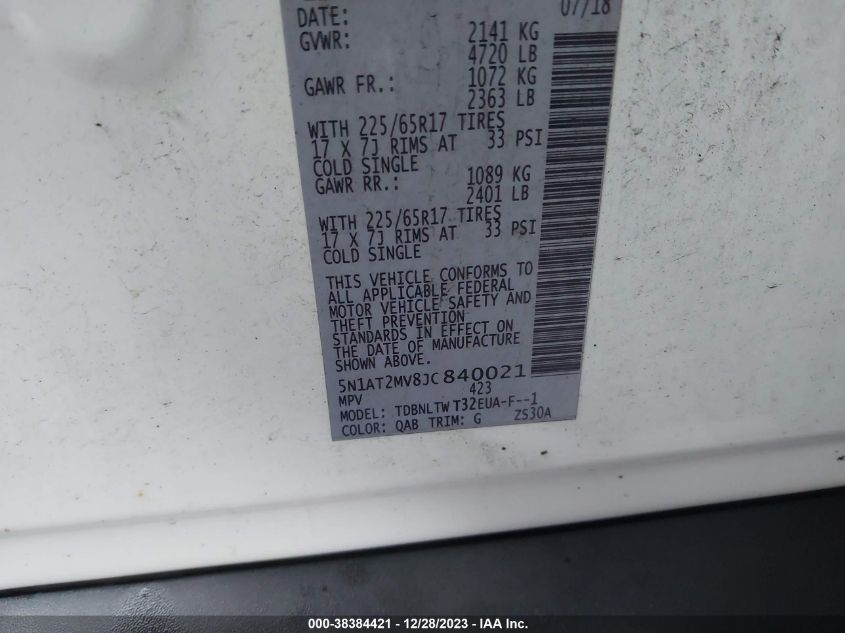 DATE: 07/18
GVWR: 2141 KG
4720 LB
GAWR FR.: 1072 KG
2363 LB
WITH 225/65R17 TIRES
17 X 7J RIMS AT 33 PSI
COLD SINGLE
GAWR RR.: 1089 KG
2401 LB
WITH 225/65R17 TIRES
17 X 7J RIMS AT 33 PSI
COLD SINGLE
THIS VEHICLE CONFORMS TO
ALL APPLICABLE FEDERAL
MOTOR VEHICLE SAFETY AND
THEFT PREVENTION
STANDARDS IN EFFECT ON
THE DATE OF MANUFACTURE
SHOWN ABOVE.
5N1AT2MV8JC840021
MPV 423
MODEL: TDBNLTW T32EUA-F--1
COLOR: QAB TRIM: G ZS30A
000-38384421 - 12/28/2023 - IAA Inc.